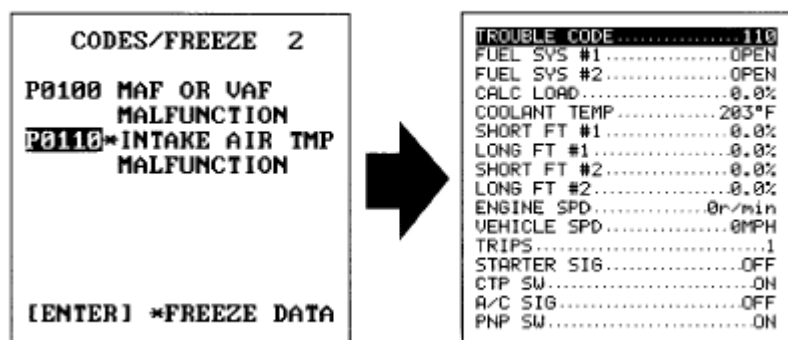 CODES/FREEZE 2
P0100 MAF OR VAF
MALFUNCTION
P0110*INTAKE AIR TMP
MALFUNCTION
[ENTER] *FREEZE DATA
TROUBLE CODE................110
FUEL SYS #1...............OPEN
FUEL SYS #2...............OPEN
CALC LOAD..................0.0%
COOLANT TEMP.............203°F
SHORT FT #1................0.0%
LONG FT #1.................0.0%
SHORT FT #2................0.0%
LONG FT #2.................0.0%
ENGINE SPD..............0r/min
VEHICLE SPD...............0MPH
TRIPS..........................1
STARTER SIG................OFF
CTP SW.......................ON
A/C SIG.....................OFF
PNP SW.......................ON